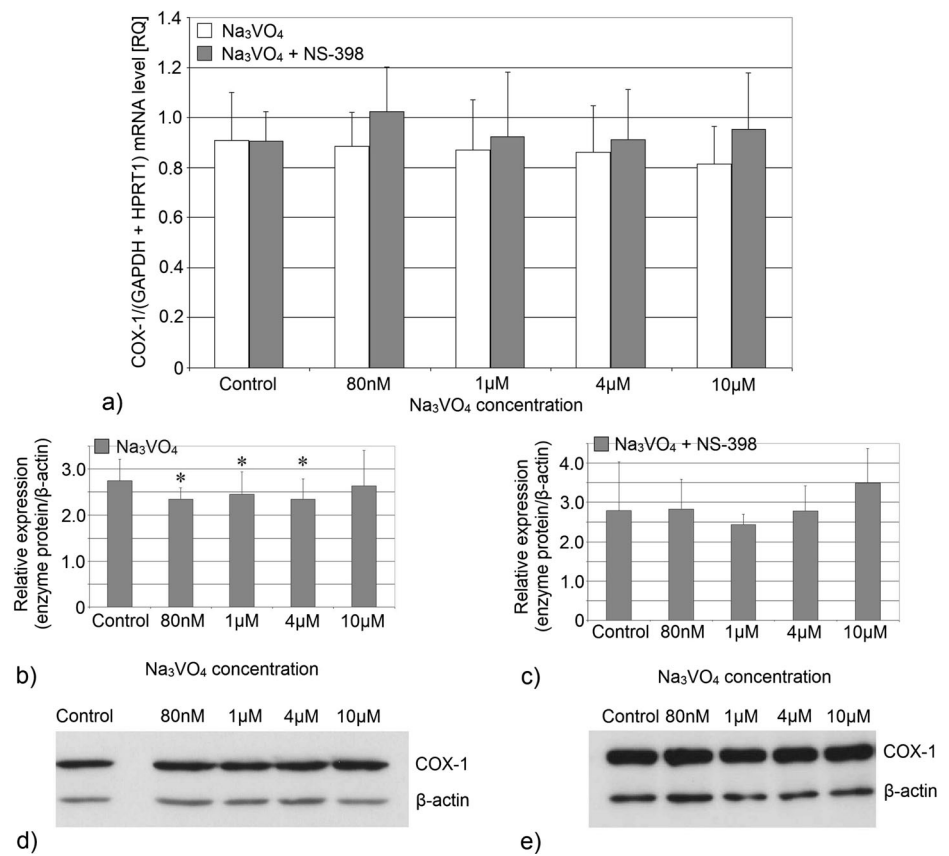 COX-1/(GAPDH + HPRT1) mRNA level [RQ]
1.4
1.2
1.0
0.8
0.6
0.4
0.2
0
Na₃VO₄
Na₃VO₄ + NS-398
Control 80nM 1µM 4µM 10µM
Na₃VO₄ concentration
a)
Relative expression
(enzyme protein/β-actin)
3.0
2.0
1.0
0
Na₃VO₄
* * *
Control 80nM 1µM 4µM 10µM
Na₃VO₄ concentration
b)
Relative expression
(enzyme protein/β-actin)
4.0
3.0
2.0
1.0
0
Na₃VO₄ + NS-398
Control 80nM 1µM 4µM 10µM
Na₃VO₄ concentration
c)
Control 80nM 1µM 4µM 10µM
COX-1
β-actin
d)
Control 80nM 1µM 4µM 10µM
COX-1
β-actin
e)